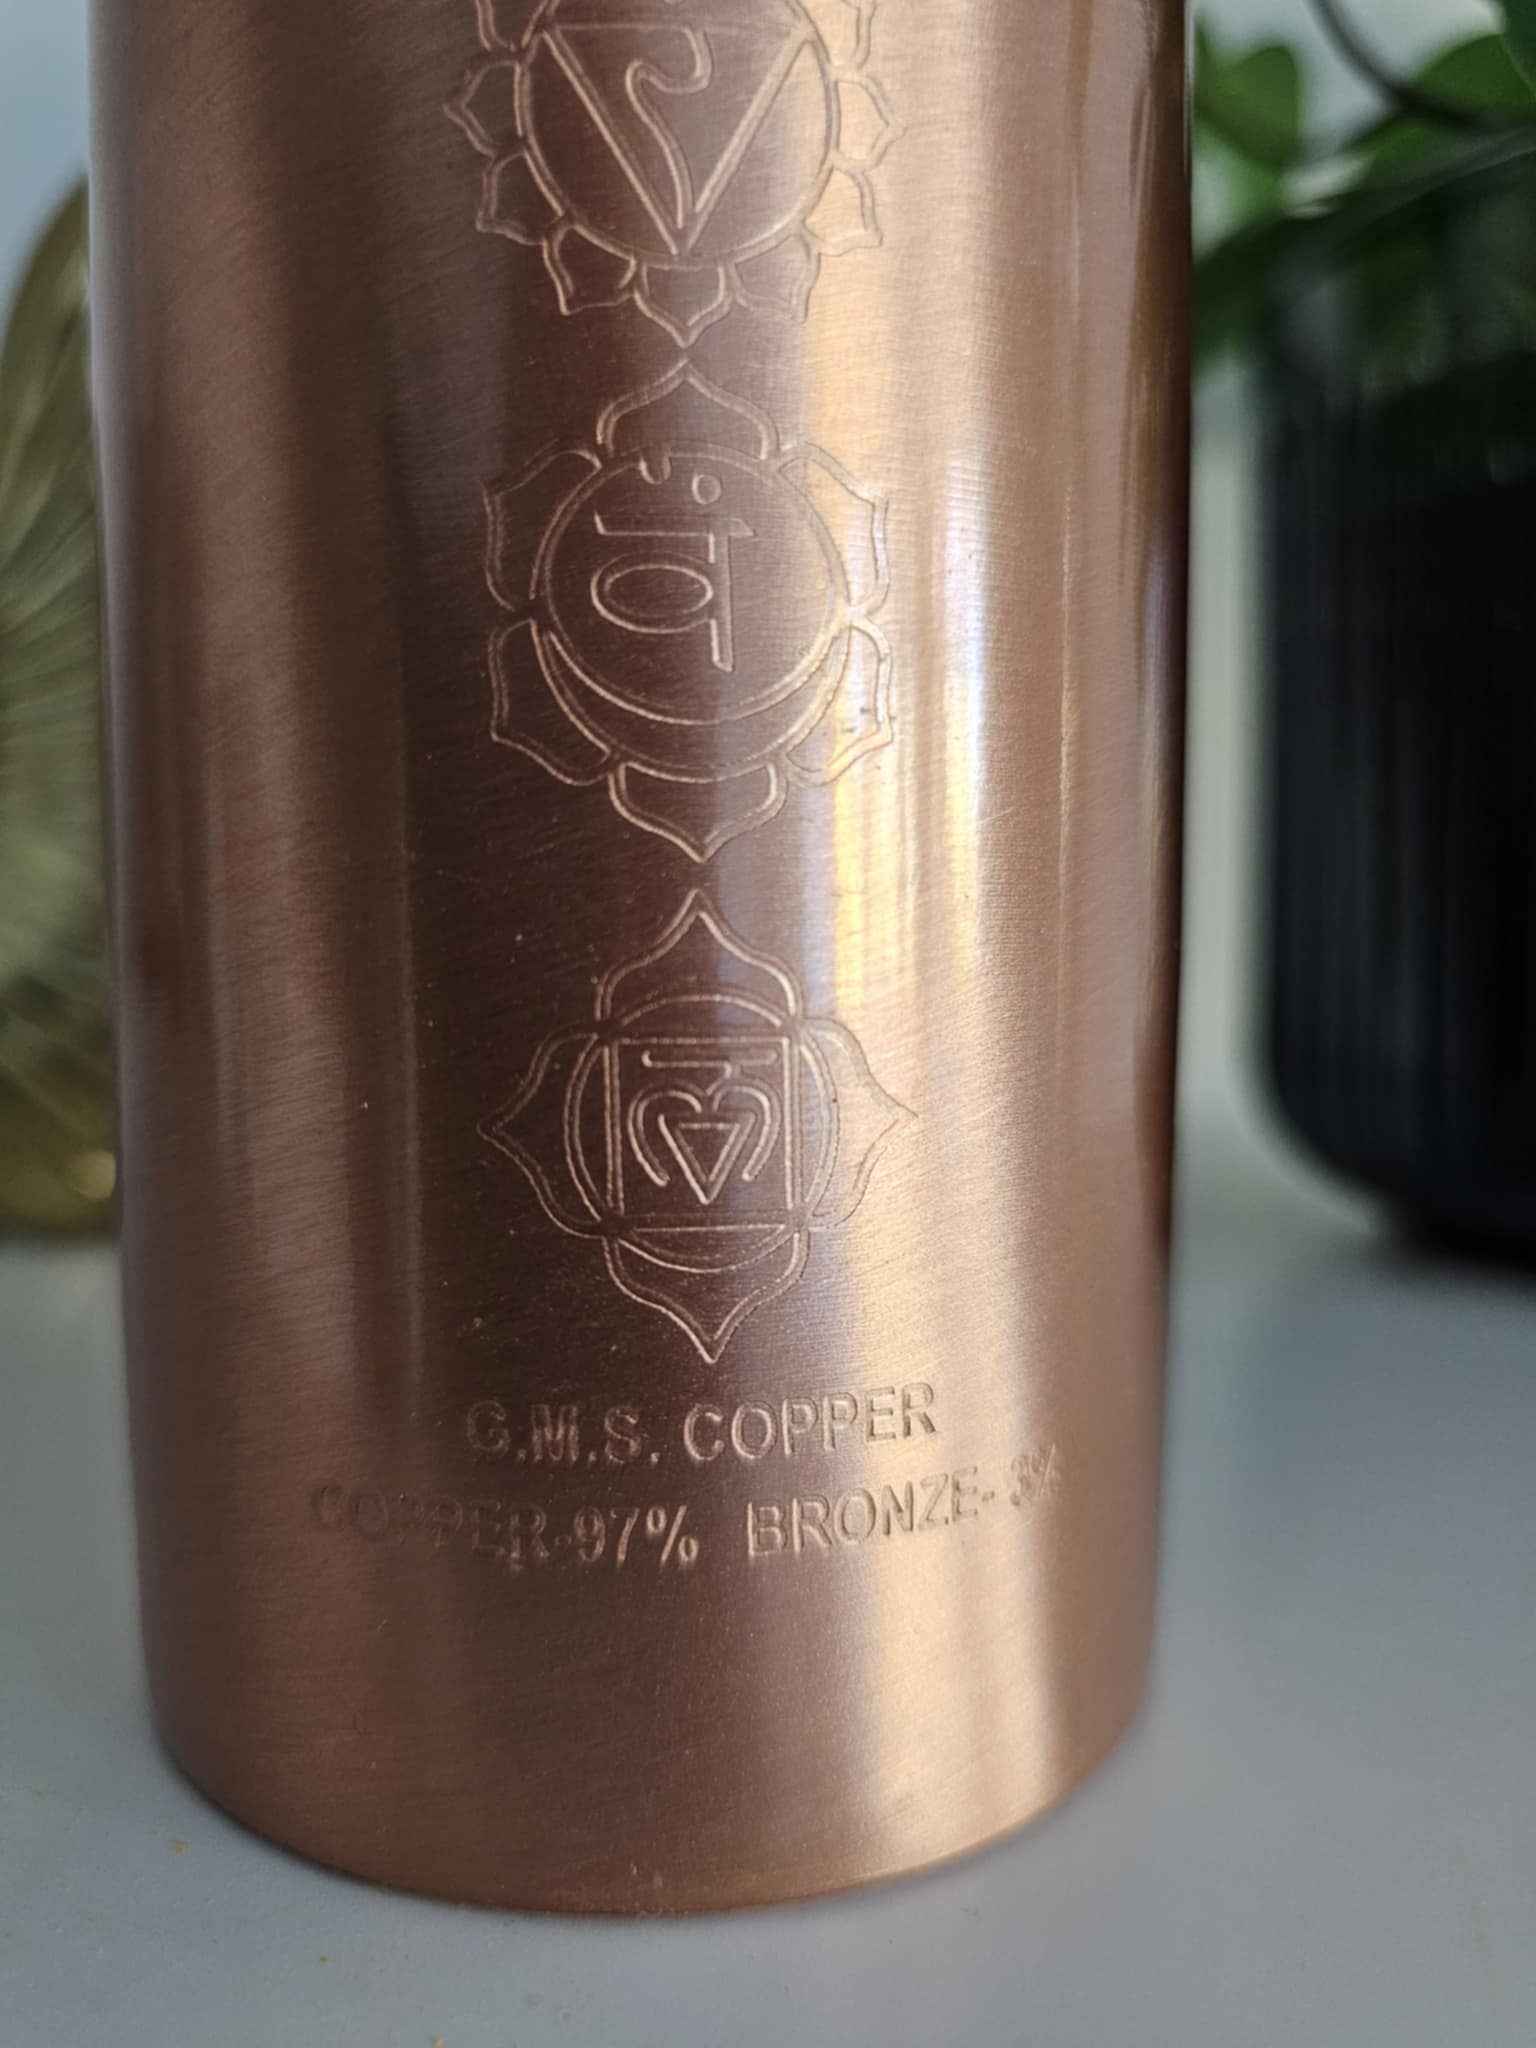 वं
G.M.S. COPPER
COPPER-97% BRONZE- 3%